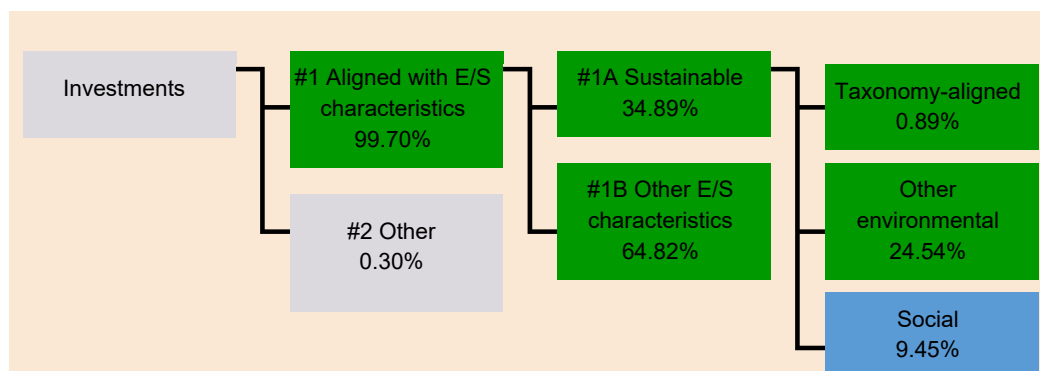 Investments
#1 Aligned with E/S
characteristics
99.70%
#2 Other
0.30%
#1A Sustainable
34.89%
#1B Other E/S
characteristics
64.82%
Taxonomy-aligned
0.89%
Other
environmental
24.54%
Social
9.45%